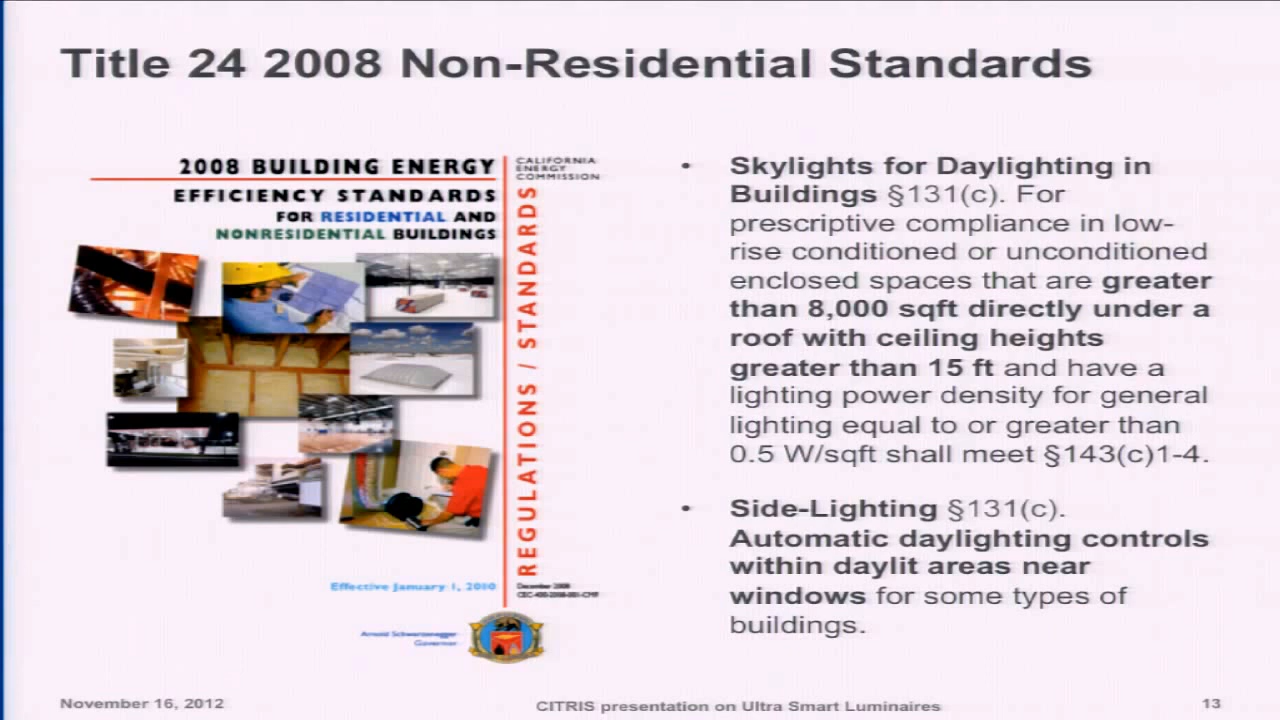 Title 24 2008 Non-Residential Standards
2008 BUILDING ENERGY
EFFICIENCY STANDARDS
FOR RESIDENTIAL AND
NONRESIDENTIAL BUILDINGS
CALIFORNIA
ENERGY
COMMISSION
REGULATIONS / STANDARDS
Effective January 1, 2010
December 2008
CEC-400-2008-001-CMF
Arnold Schwarzenegger
Governor
• Skylights for Daylighting in
Buildings §131(c). For
prescriptive compliance in low-
rise conditioned or unconditioned
enclosed spaces that are greater
than 8,000 sqft directly under a
roof with ceiling heights
greater than 15 ft and have a
lighting power density for general
lighting equal to or greater than
0.5 W/sqft shall meet §143(c)1-4.
• Side-Lighting §131(c).
Automatic daylighting controls
within daylit areas near
windows for some types of
buildings.
November 16, 2012
CITRIS presentation on Ultra Smart Luminaires
13